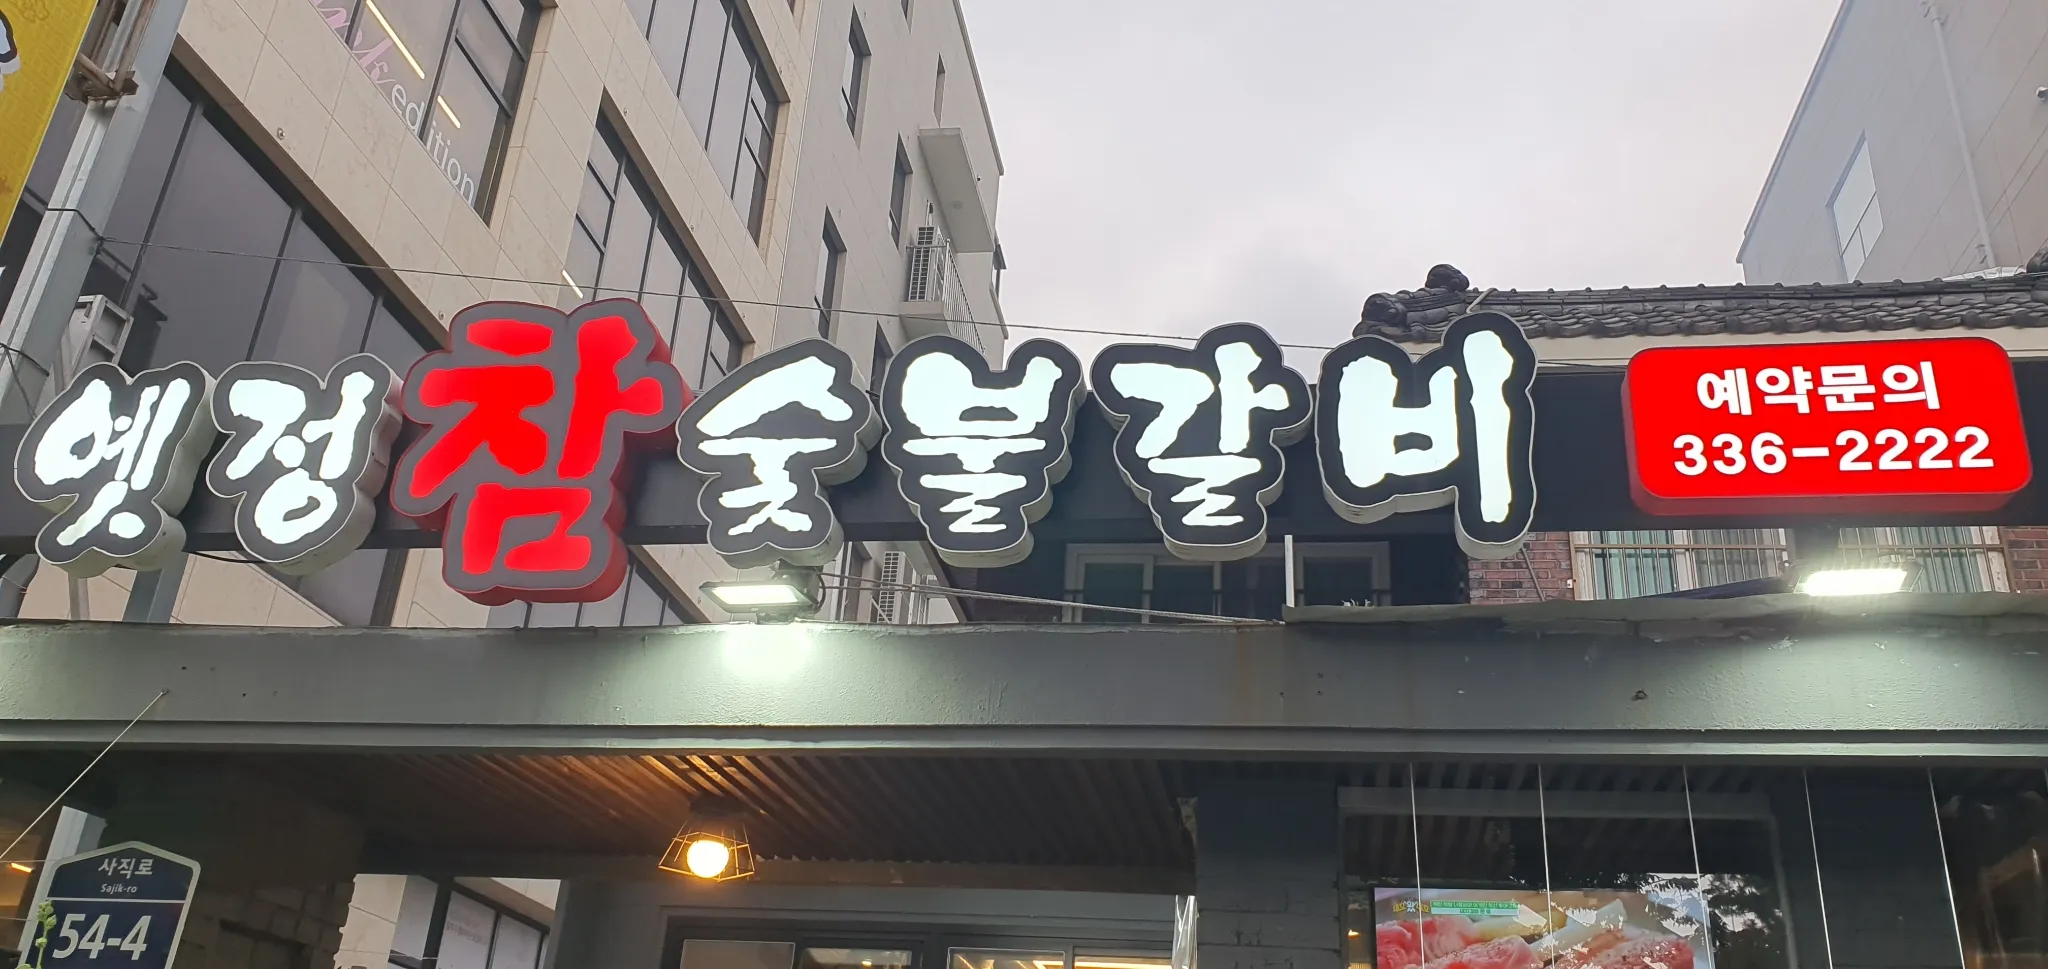 edition
옛정참숯불갈비
예약문의
336-2222
사직로
Sajik-ro
54-4